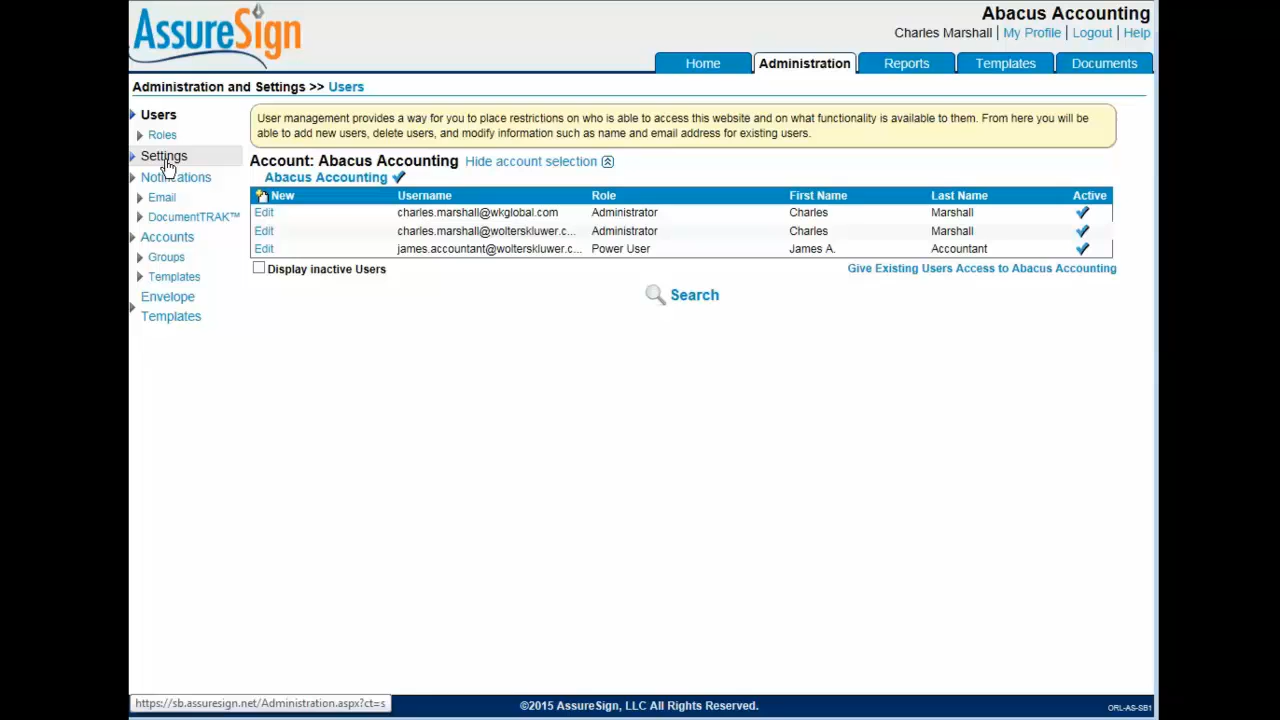 AssureSign
Abacus Accounting
Charles Marshall | My Profile | Logout | Help
Home Administration Reports Templates Documents
Administration and Settings >> Users
Users
Roles
Settings
Notifications
Email
DocumentTRAK™
Accounts
Groups
Templates
Envelope
Templates
User management provides a way for you to place restrictions on who is able to access this website and on what functionality is available to them. From here you will be
able to add new users, delete users, and modify information such as name and email address for existing users.
Account: Abacus Accounting Hide account selection
Abacus Accounting
New Username Role First Name Last Name Active
Edit charles.marshall@wkglobal.com Administrator Charles Marshall
Edit charles.marshall@wolterskluwer.c... Administrator Charles Marshall
Edit james.accountant@wolterskluwer.c... Power User James A. Accountant
Display inactive Users Give Existing Users Access to Abacus Accounting
Search
https://sb.assuresign.net/Administration.aspx?ct=s
©2015 AssureSign, LLC All Rights Reserved.
ORL-AS-SB1